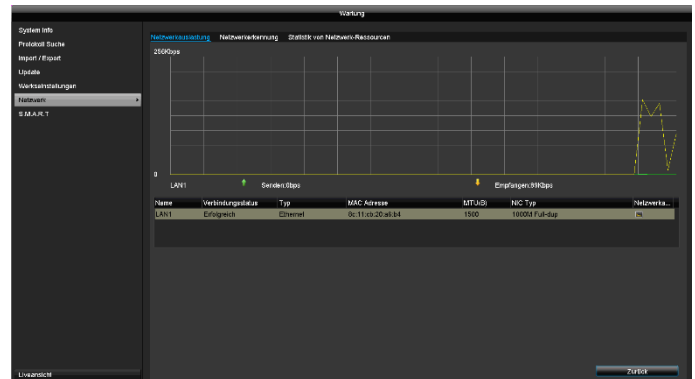 Wartung
System Info
Protokoll Suche
Import / Export
Update
Werkseinstellungen
Netzwerk
S.M.A.R.T
Netzwerkauslastung Netzwerkerkennung Statistik von Netzwerk-Ressourcen
256Kbps
0
LAN1 Senden:0bps Empfangen:89Kbps
Name Verbindungsstatus Typ MAC Adresse MTU(B) NIC Typ Netzwerka...
LAN1 Erfolgreich Ethernet 8c:11:cb:20:a6:b4 1500 1000M Full-dup
Liveansicht
Zurück